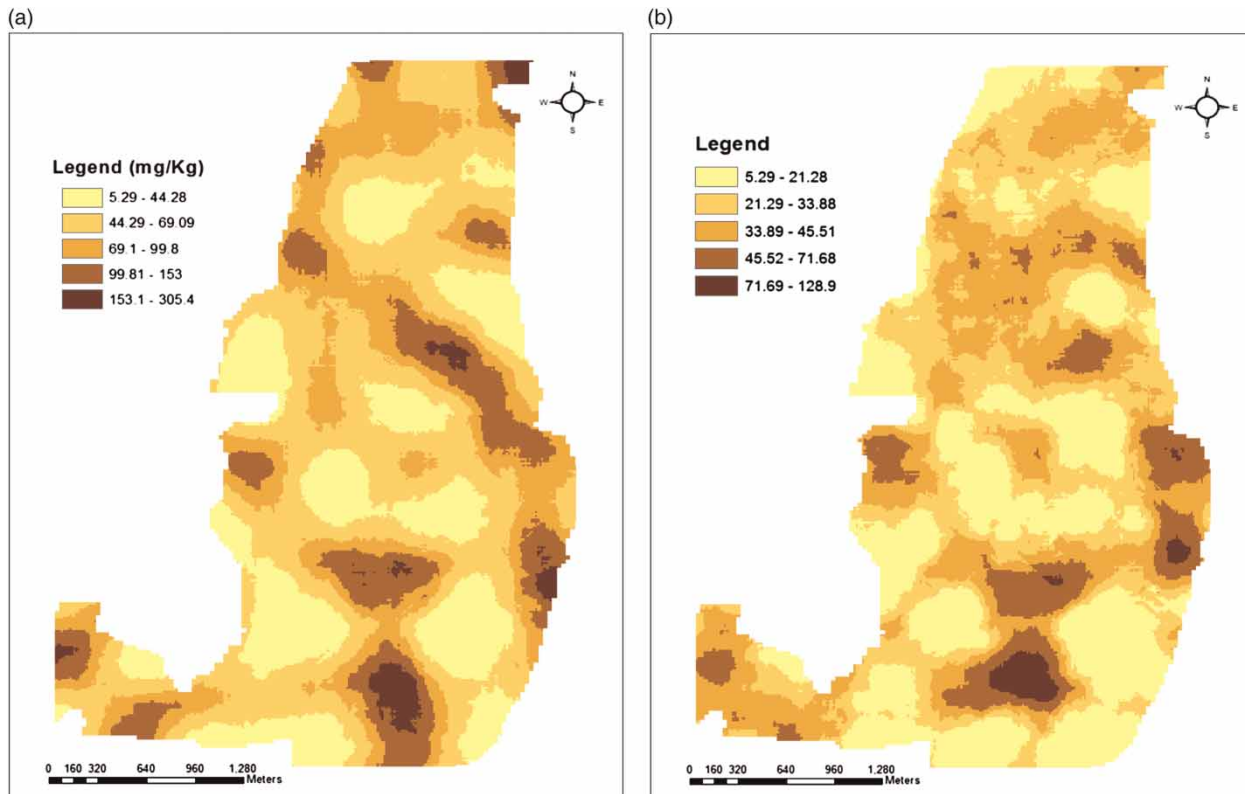 (a)
N
W E
S
Legend (mg/Kg)
5.29 - 44.28
44.29 - 69.09
69.1 - 99.8
99.81 - 153
153.1 - 305.4
0 160 320 640 960 1,280
Meters
(b)
N
W E
S
Legend
5.29 - 21.28
21.29 - 33.88
33.89 - 45.51
45.52 - 71.68
71.69 - 128.9
0 160 320 640 960 1,280
Meters